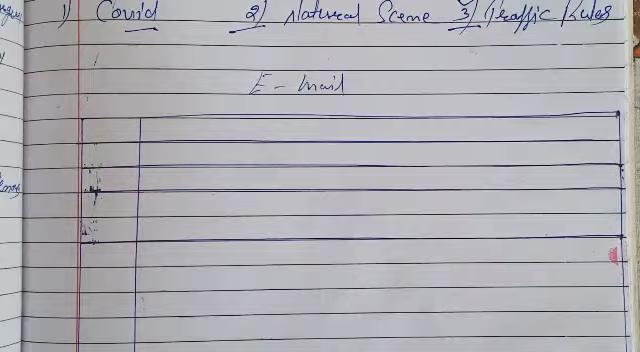 1) Covid 2) Natural Scene 3) Traffic Rules
E - mail